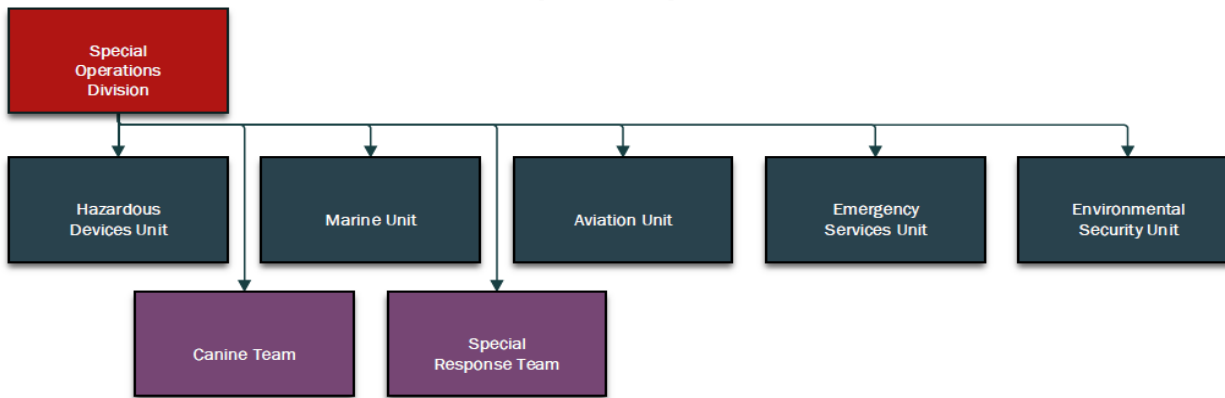 Special
Operations
Division
Hazardous
Devices Unit
Marine Unit
Aviation Unit
Emergency
Services Unit
Environmental
Security Unit
Canine Team
Special
Response Team